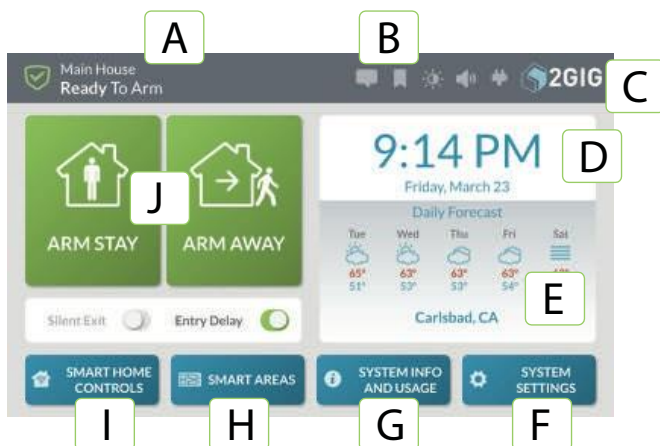 A
B
Main House
Ready To Arm
2GIG
C
9:14 PM
D
Friday, March 23
J
Daily Forecast
Tue Wed Thu Fri Sat
ARM STAY
ARM AWAY
65° 63° 63° 63°
51° 53° 53° 54°
E
Silent Exit
Entry Delay
Carlsbad, CA
SMART HOME
CONTROLS
SMART AREAS
SYSTEM INFO
AND USAGE
SYSTEM
SETTINGS
I
H
G
F